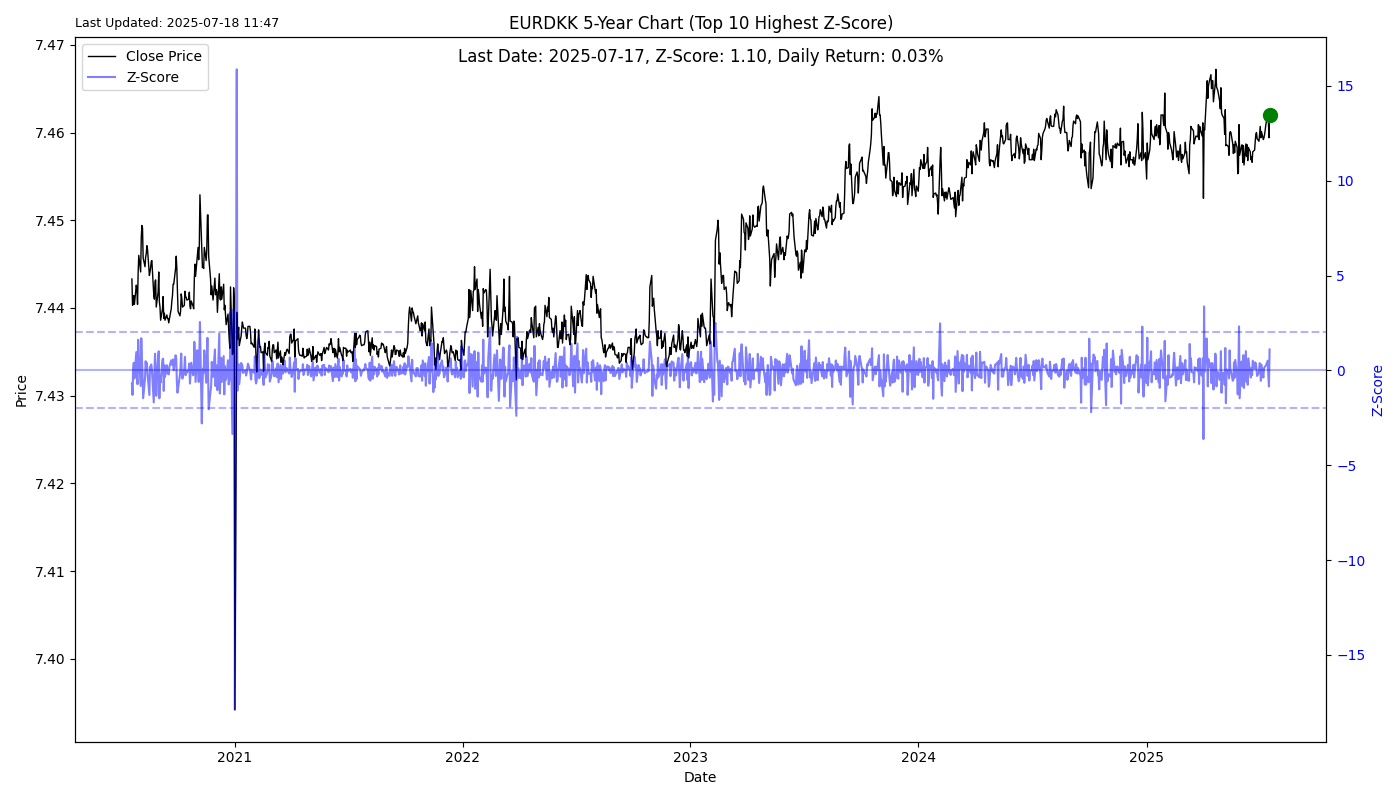 Last Updated: 2025-07-18 11:47
EURDKK 5-Year Chart (Top 10 Highest Z-Score)
Last Date: 2025-07-17, Z-Score: 1.10, Daily Return: 0.03%
Close Price
Z-Score
7.47
7.46
7.45
7.44
7.43
7.42
7.41
7.40
Price
15
10
5
0
−5
−10
−15
Z-Score
2021
2022
2023
2024
2025
Date